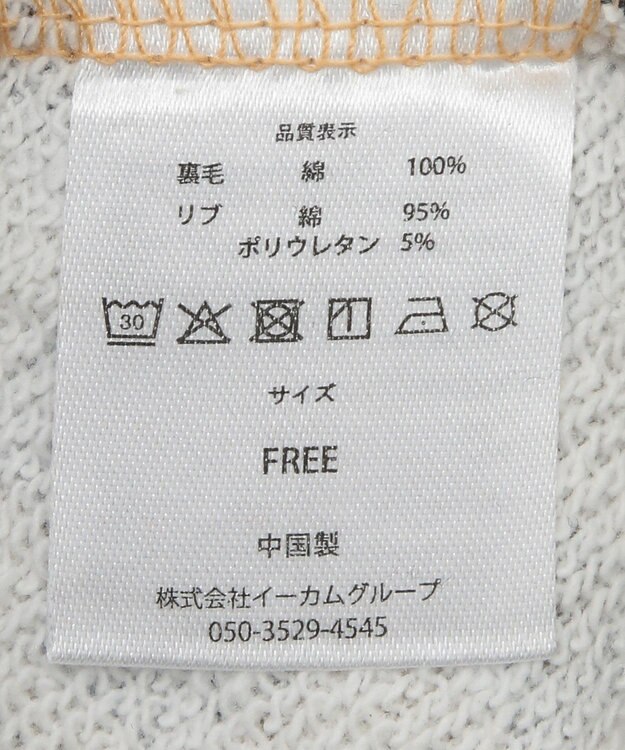 品質表示
裏毛 綿 100%
リブ 綿 95%
ポリウレタン 5%
30
サイズ
FREE
中国製
株式会社イーカムグループ
050-3529-4545